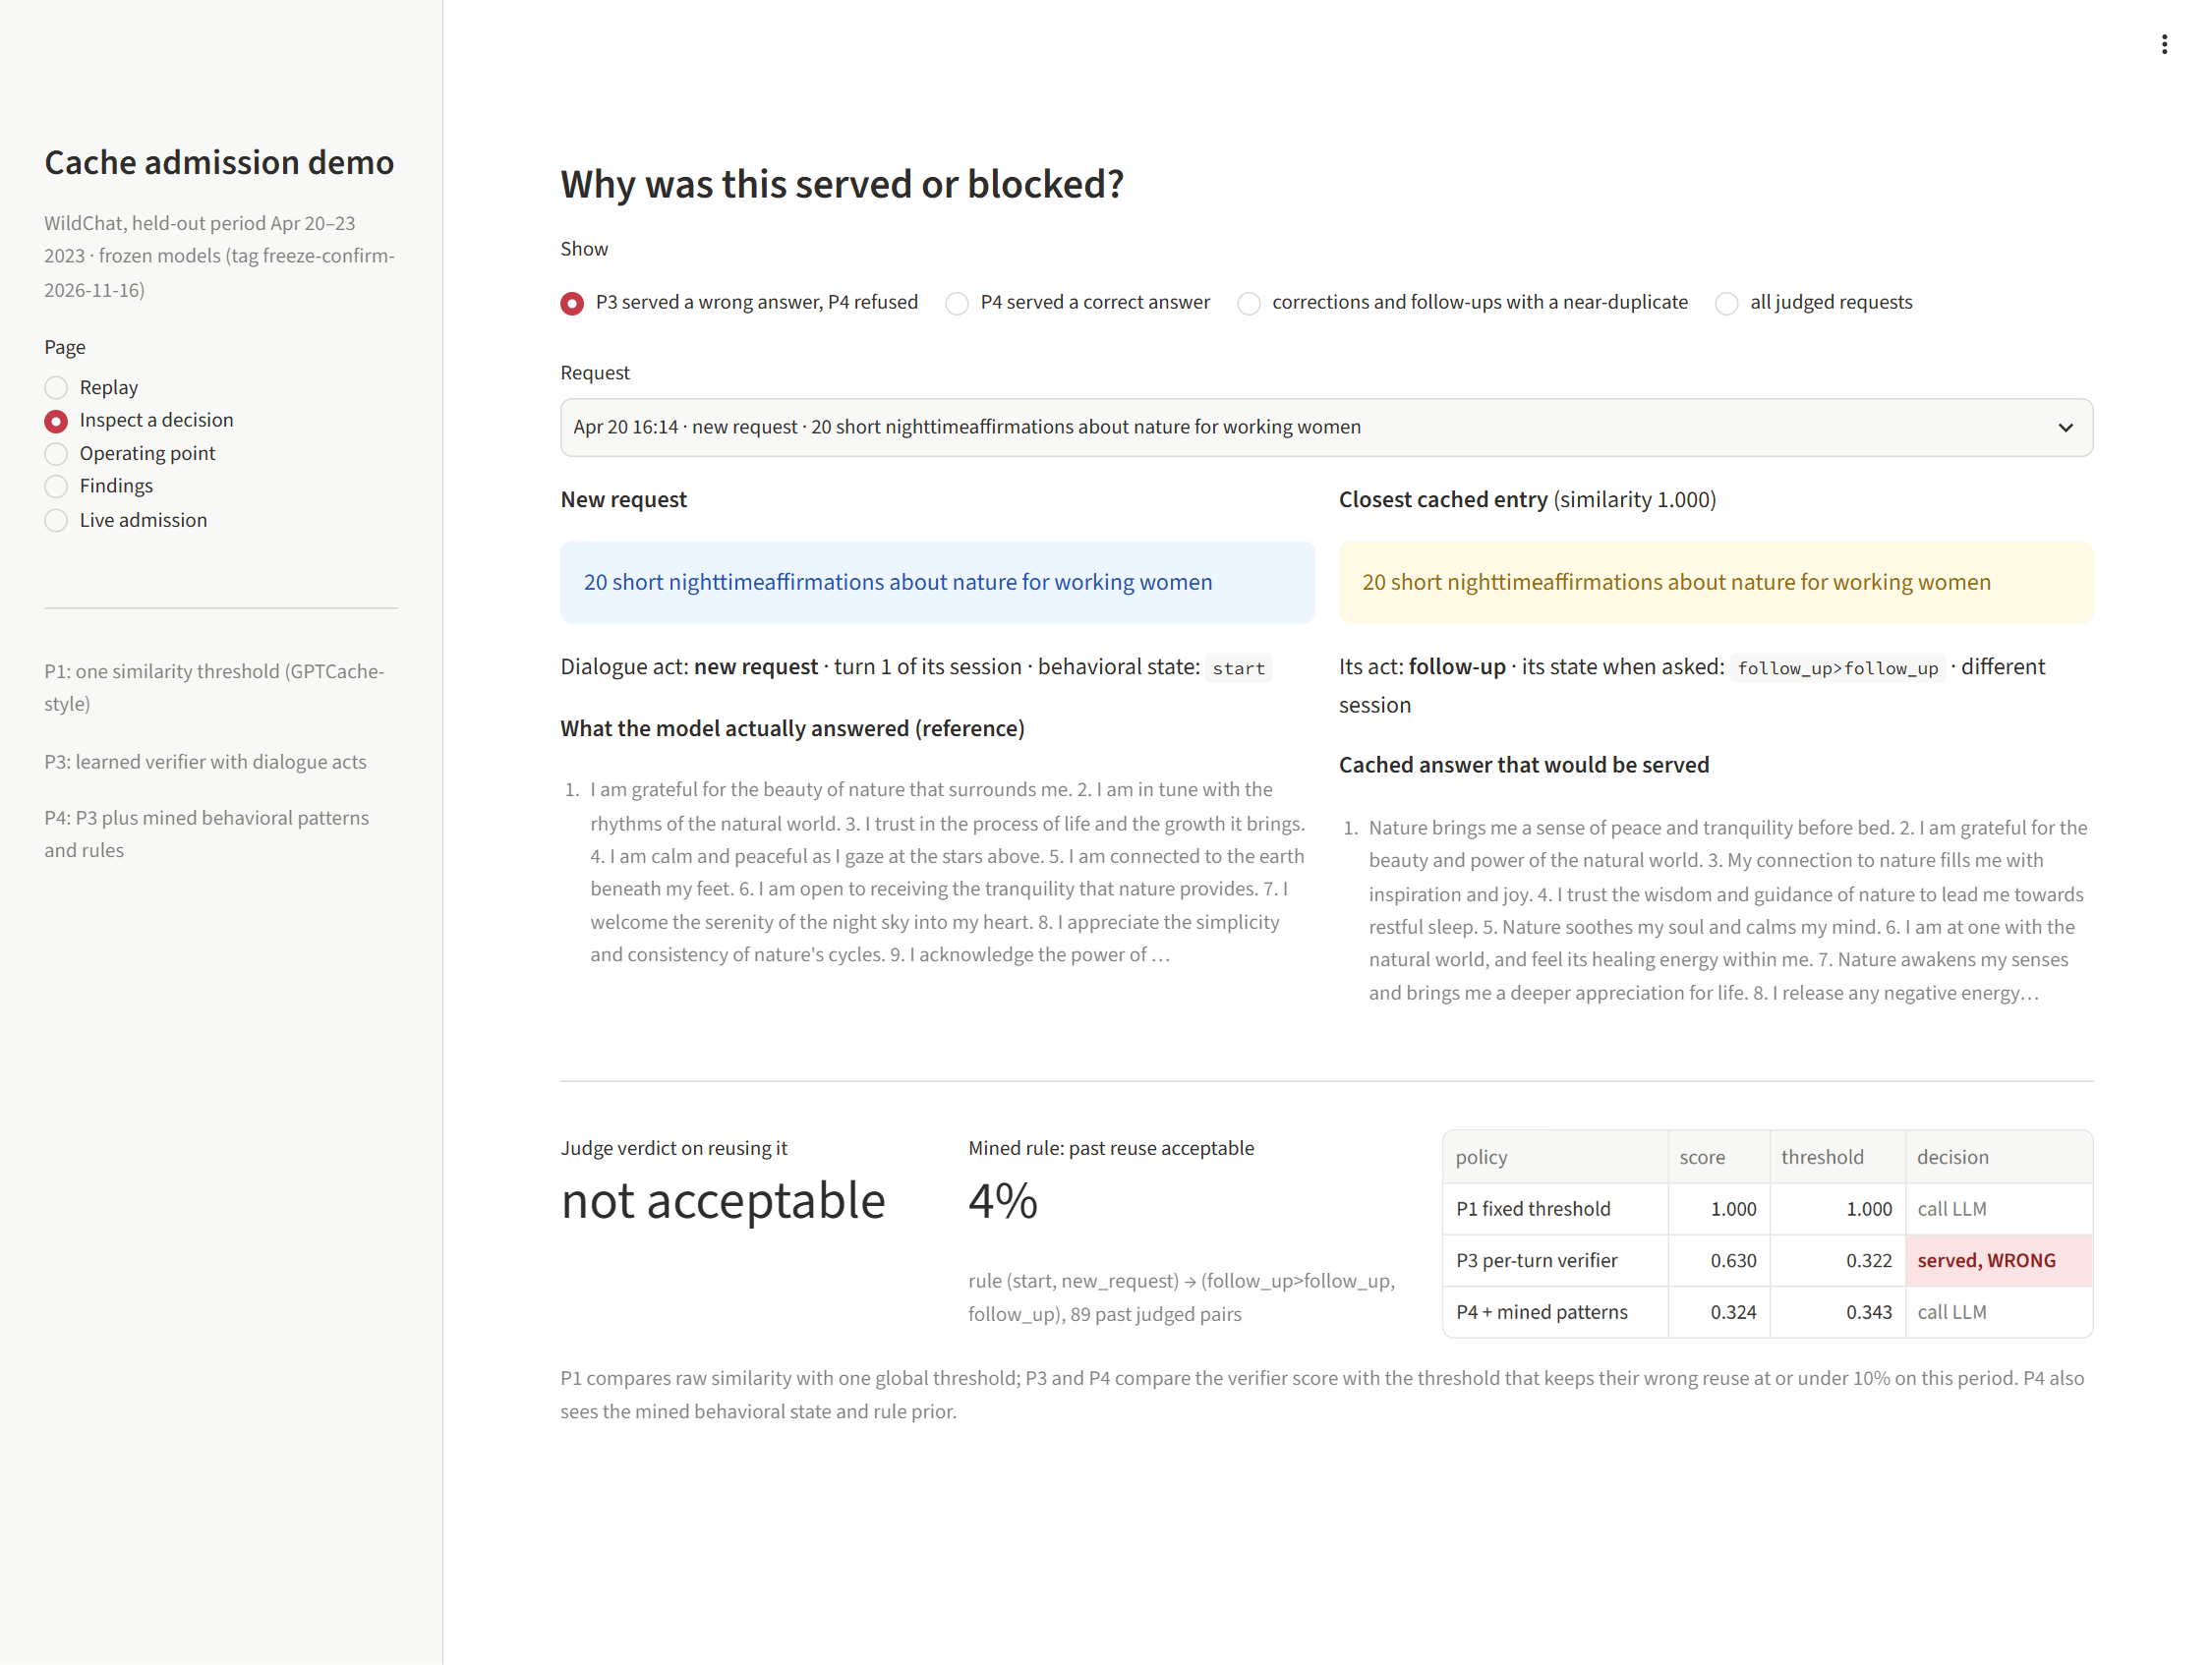 Cache admission demo
WildChat, held-out period Apr 20–23
2023 · frozen models (tag freeze-confirm-
2026-11-16)
Page
Replay
Inspect a decision
Operating point
Findings
Live admission
P1: one similarity threshold (GPTCache-
style)
P3: learned verifier with dialogue acts
P4: P3 plus mined behavioral patterns
and rules
Why was this served or blocked?
Show
P3 served a wrong answer, P4 refused
P4 served a correct answer
corrections and follow-ups with a near-duplicate
all judged requests
Request
Apr 20 16:14 · new request · 20 short nighttimeaffirmations about nature for working women
New request
20 short nighttimeaffirmations about nature for working women
Dialogue act: new request · turn 1 of its session · behavioral state: start
What the model actually answered (reference)
1. I am grateful for the beauty of nature that surrounds me. 2. I am in tune with the
rhythms of the natural world. 3. I trust in the process of life and the growth it brings.
4. I am calm and peaceful as I gaze at the stars above. 5. I am connected to the earth
beneath my feet. 6. I am open to receiving the tranquility that nature provides. 7. I
welcome the serenity of the night sky into my heart. 8. I appreciate the simplicity
and consistency of nature's cycles. 9. I acknowledge the power of …
Closest cached entry (similarity 1.000)
20 short nighttimeaffirmations about nature for working women
Its act: follow-up · its state when asked: follow_up>follow_up · different
session
Cached answer that would be served
1. Nature brings me a sense of peace and tranquility before bed. 2. I am grateful for the
beauty and power of the natural world. 3. My connection to nature fills me with
inspiration and joy. 4. I trust the wisdom and guidance of nature to lead me towards
restful sleep. 5. Nature soothes my soul and calms my mind. 6. I am at one with the
natural world, and feel its healing energy within me. 7. Nature awakens my senses
and brings me a deeper appreciation for life. 8. I release any negative energy…
Judge verdict on reusing it
not acceptable
Mined rule: past reuse acceptable
4%
rule (start, new_request) → (follow_up>follow_up,
follow_up), 89 past judged pairs
policy score threshold decision
P1 fixed threshold 1.000 1.000 call LLM
P3 per-turn verifier 0.630 0.322 served, WRONG
P4 + mined patterns 0.324 0.343 call LLM
P1 compares raw similarity with one global threshold; P3 and P4 compare the verifier score with the threshold that keeps their wrong reuse at or under 10% on this period. P4 also
sees the mined behavioral state and rule prior.